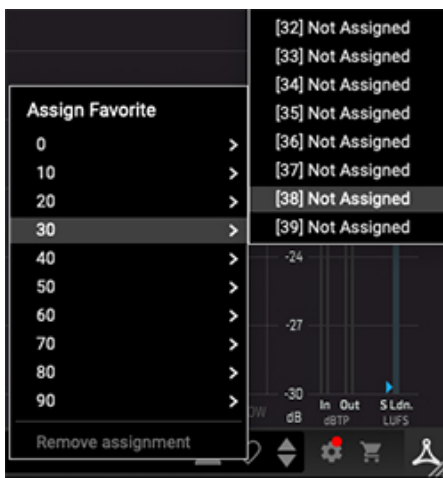 [32] Not Assigned
[33] Not Assigned
[34] Not Assigned
[35] Not Assigned
[36] Not Assigned
[37] Not Assigned
[38] Not Assigned
[39] Not Assigned
Assign Favorite
0
10
20
30
40
50
60
70
80
90
Remove assignment
-24
-27
-30
In Out S Ldn.
OW dB dBTP LUFS